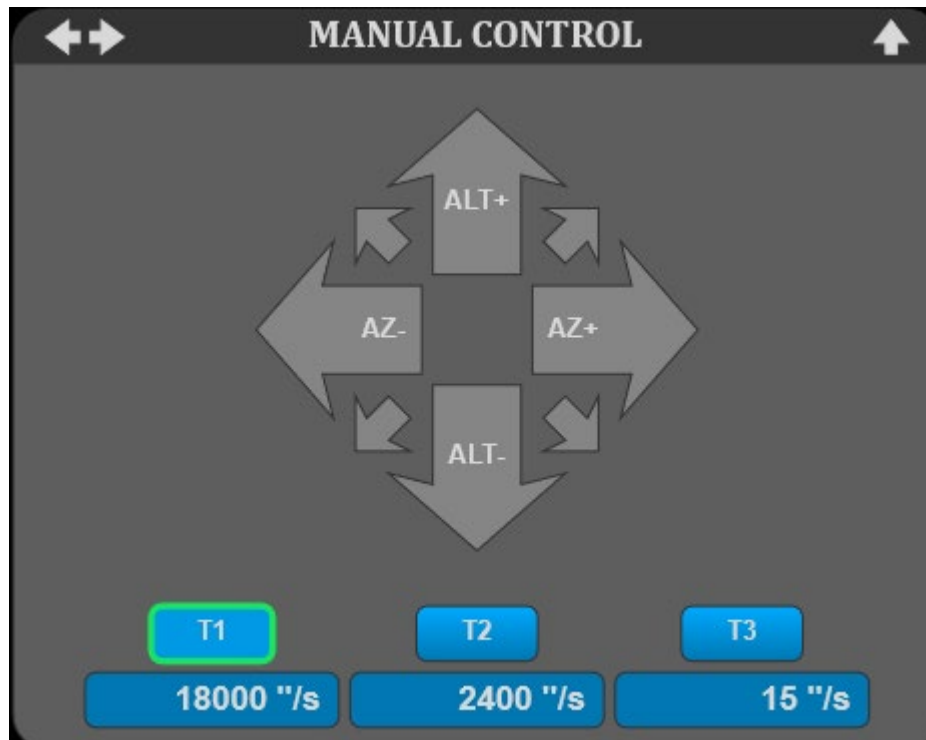 MANUAL CONTROL
ALT+
AZ- AZ+
ALT-
T1 T2 T3
18000 "/s 2400 "/s 15 "/s